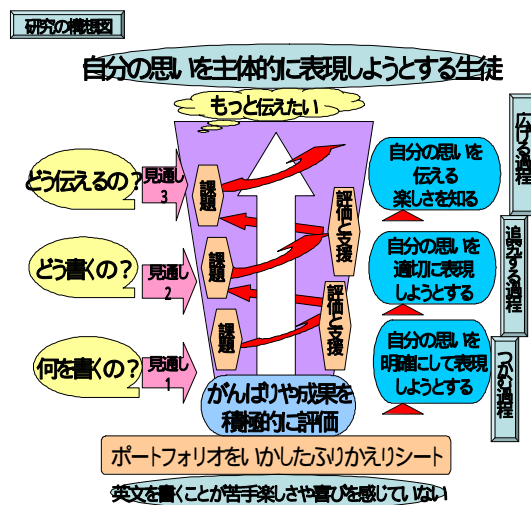 研究の構想図
自分の思いを主体的に表現しようとする生徒
もっと伝えたい
どう伝えるの？
見通し
3
課題
評価と支援
自分の思いを
伝える
楽しさを知る
広げる過程
どう書くの？
見通し
2
課題
評価と支援
自分の思いを
適切に表現
しようとする
追究する過程
何を書くの？
見通し
1
課題
自分の思いを
明確にして表現
しようとする
つかむ過程
がんばりや成果を
積極的に評価
ポートフォリオをいかしたふりかえりシート
英文を書くことが苦手楽しさや喜びを感じていない